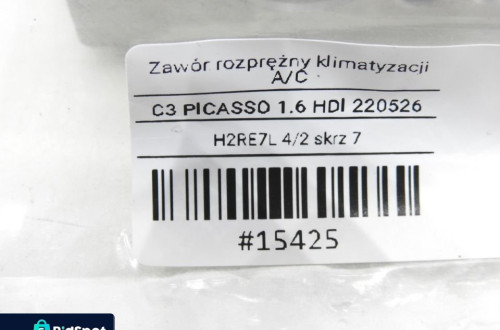 Zawór rozprężny klimatyzacji
A/C
C3 PICASSO 1.6 HDI 220526
H2RE7L 4/2 skrz 7
#15425